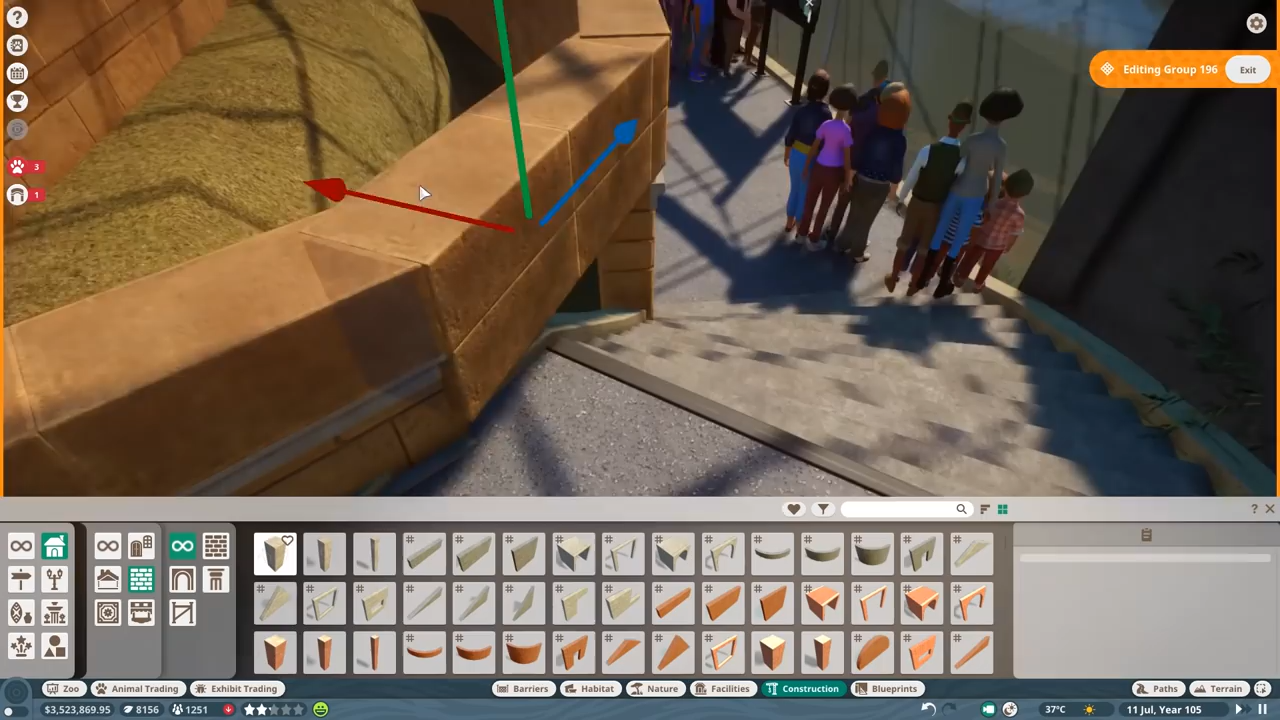 Editing Group 196 Exit
3
1
Zoo Animal Trading Exhibit Trading Barriers Habitat Nature Facilities Construction Blueprints Paths Terrain
$3,523,869.95 8156 1251 37°C 11 Jul, Year 105